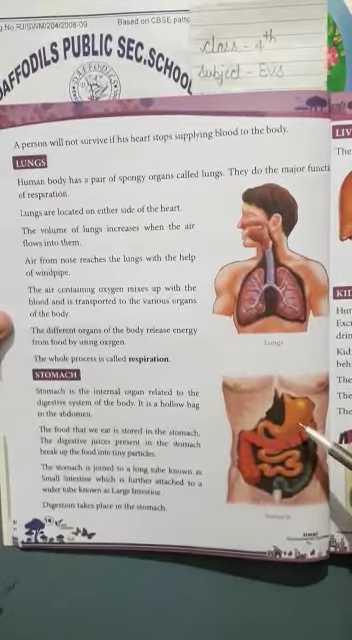 Based on CBSE patte
DAFFODILS PUBLIC SEC.SCHOOL
class - 4th
Subject - EVS
A person will not survive if his heart stops supplying blood to the body.
LUNGS
Human body has a pair of spongy organs called lungs. They do the major functi
of respiration.
Lungs are located on either side of the heart.
The volume of lungs increases when the air
flows into them.
Air from nose reaches the lungs with the help
of windpipe.
The air containing oxygen mixes up with the
blood and is transported to the various organs
of the body.
The different organs of the body release energy
from food by using oxygen.
The whole process is called respiration.
Lungs
STOMACH
Stomach is the internal organ related to the
digestive system of the body. It is a hollow bag
in the abdomen.
The food that we eat is stored in the stomach.
The digestive juices present in the stomach
break up the food into tiny particles.
The stomach is joined to a long tube known as
Small Intestine which is further attached to a
wider tube known as Large Intestine
Digestion takes place in the stomach.
Stomach
18
LIV
The
KID
Hur
Exc
drin
Kid
beh
The
The
The